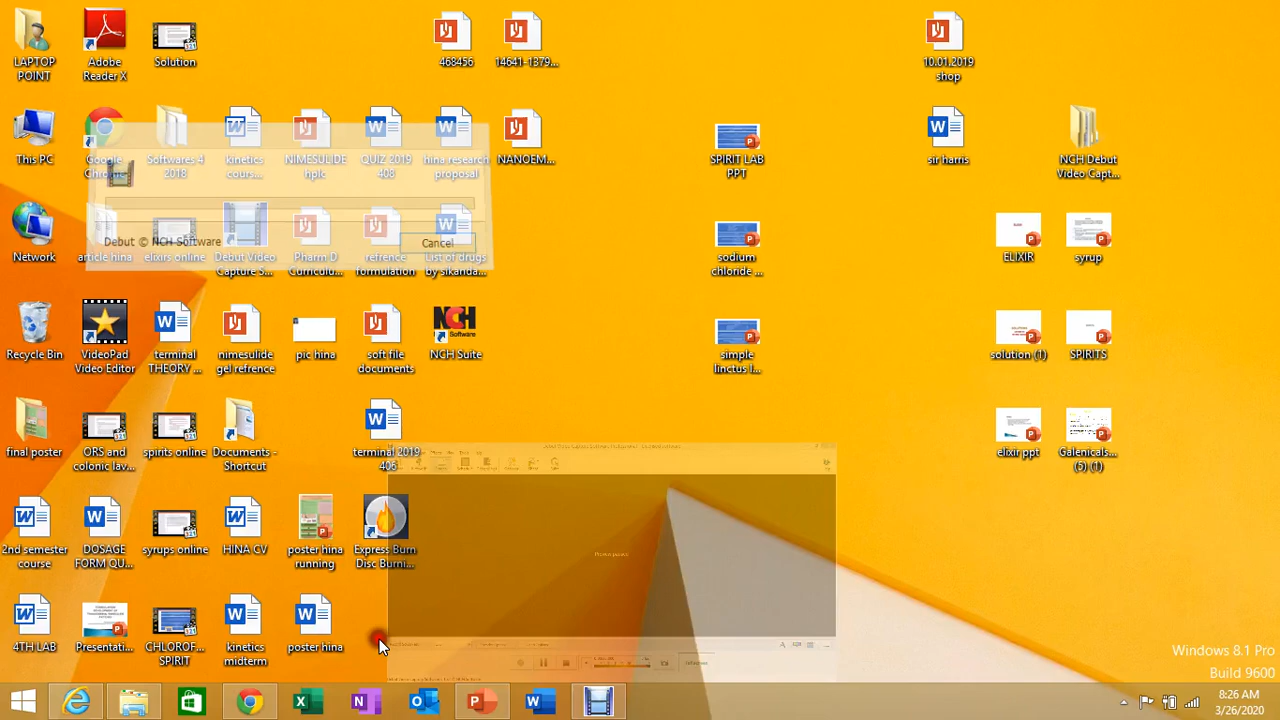 LAPTOP
POINT
Adobe
Reader X
Solution
468456
14641-1379...
10.01.2019
shop
This PC
Google
Chrome
Softwares 4
2018
kinetics
cours...
NIMESULIDE
hplc
QUIZ 2019
408
hina research
proposal
NANOEM...
SPIRIT LAB
PPT
sir harris
NCH Debut
Video Capt...
Network
article hina
elixirs online
Debut Video
Capture S...
Pharm D
Curriculu...
refrence
formulation
List of drugs
by sikanda...
Debut © NCH Software
Cancel
sodium
chloride ...
ELIXIR
syrup
Recycle Bin
VideoPad
Video Editor
terminal
THEORY ...
nimesulide
gel refrence
pic hina
soft file
documents
NCH
Software
NCH Suite
simple
linctus l...
solution (1)
SPIRITS
final poster
ORS and
colonic lav...
spirits online
Documents -
Shortcut
terminal 2019
406
elixir ppt
Galenicals...
(5) (1)
2nd semester
course
DOSAGE
FORM QU...
syrups online
HINA CV
poster hina
running
Express Burn
Disc Burni...
4TH LAB
Presentati...
CHLOROF...
SPIRIT
kinetics
midterm
poster hina
Windows 8.1 Pro
Build 9600
8:26 AM
3/26/2020